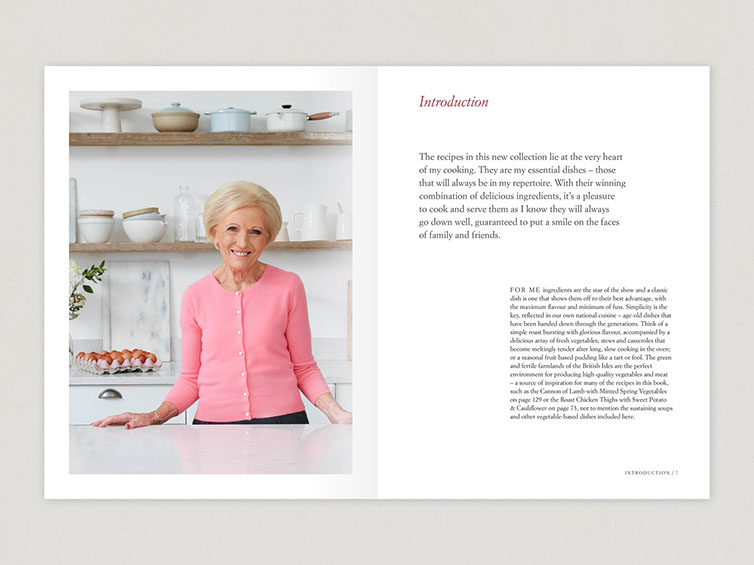 Introduction
The recipes in this new collection lie at the very heart
of my cooking. They are my essential dishes – those
that will always be in my repertoire. With their winning
combination of delicious ingredients, it’s a pleasure
to cook and serve them as I know they will always
go down well, guaranteed to put a smile on the faces
of family and friends.
FOR ME ingredients are the star of the show and a classic
dish is one that shows them off to their best advantage, with
the maximum flavour and minimum of fuss. Simplicity is the
key, reflected in our own national cuisine – age-old dishes that
have been handed down through the generations. Think of a
simple roast bursting with glorious flavour, accompanied by a
delicious array of fresh vegetables; stews and casseroles that
become meltingly tender after long, slow cooking in the oven;
or a seasonal fruit-based pudding like a tart or fool. The green
and fertile farmlands of the British Isles are the perfect
environment for producing high-quality vegetables and meat
– a source of inspiration for many of the recipes in this book,
such as the Cannon of Lamb with Minted Spring Vegetables
on page 129 or the Roast Chicken Thighs with Sweet Potato
& Cauliflower on page 73, not to mention the sustaining soups
and other vegetable-based dishes included here.
INTRODUCTION / 7